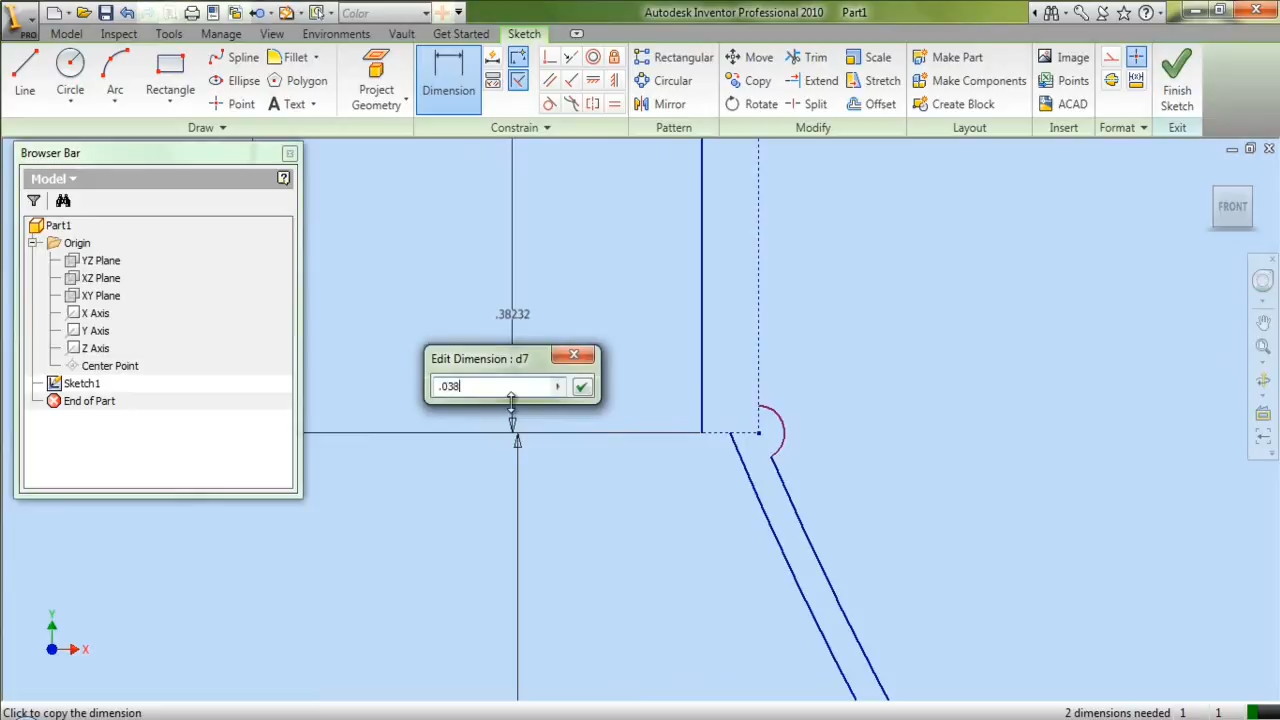 Color
Autodesk Inventor Professional 2010 Part1
PRO
Model Inspect Tools Manage View Environments Vault Get Started Sketch
Line
Circle
Arc
Rectangle
Spline
Ellipse
Point
Fillet
Polygon
Text
Project
Geometry
Dimension
Rectangular
Circular
Mirror
Move
Copy
Rotate
Trim
Extend
Split
Scale
Stretch
Offset
Make Part
Make Components
Create Block
Image
Points
ACAD
Finish
Sketch
Draw
Constrain
Pattern
Modify
Layout
Insert
Format
Exit
Browser Bar
Model
Part1
Origin
YZ Plane
XZ Plane
XY Plane
X Axis
Y Axis
Z Axis
Center Point
Sketch1
End of Part
.38232
Edit Dimension : d7
.038
FRONT
Y
X
Click to copy the dimension
2 dimensions needed 1 1